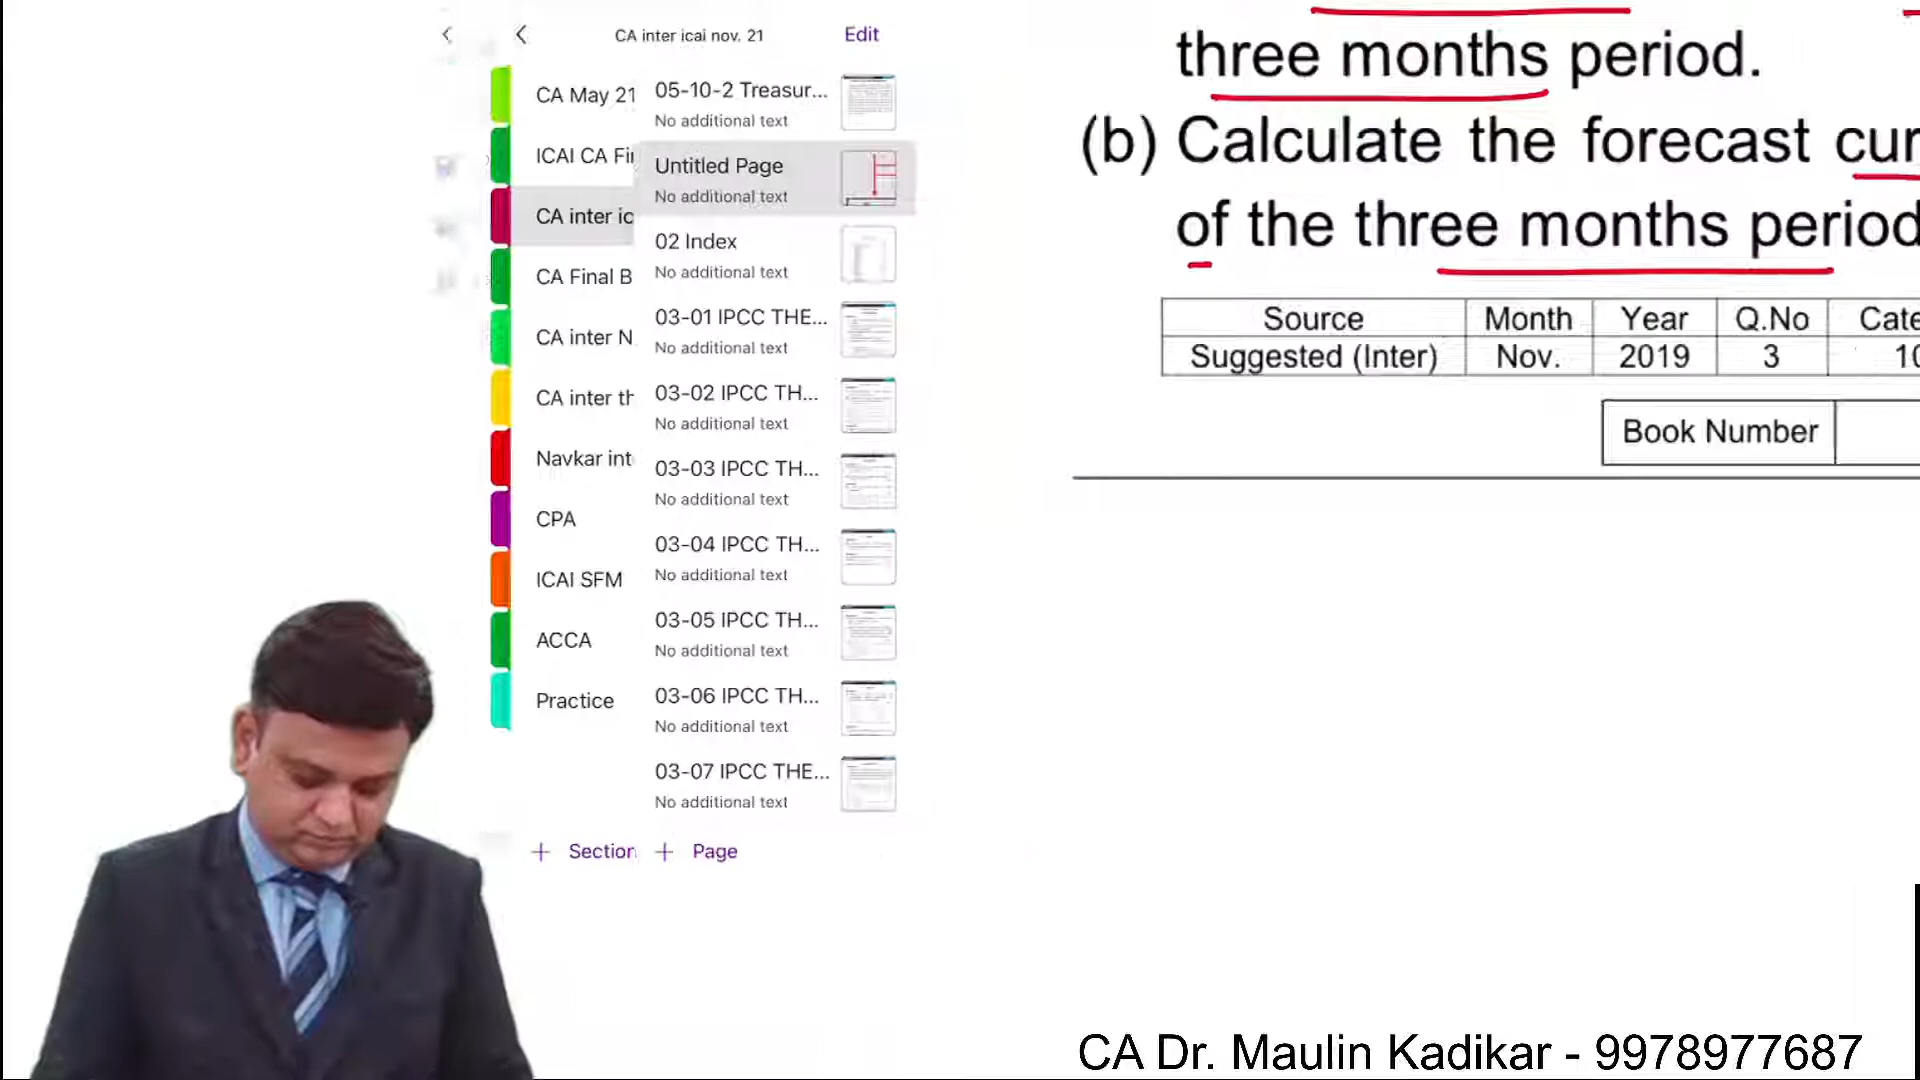 CA inter icai nov. 21
Edit
CA May 21
ICAI CA Fi
CA inter ic
CA Final B
CA inter N
CA inter th
Navkar int
CPA
ICAI SFM
ACCA
Practice
+ Section
05-10-2 Treasur...
No additional text
Untitled Page
No additional text
02 Index
No additional text
03-01 IPCC THE...
No additional text
03-02 IPCC TH...
No additional text
03-03 IPCC TH...
No additional text
03-04 IPCC TH...
No additional text
03-05 IPCC TH...
No additional text
03-06 IPCC TH...
No additional text
03-07 IPCC THE...
No additional text
+ Page
three months period.
(b) Calculate the forecast cur
of the three months period
Source Month Year Q.No Cate
Suggested (Inter) Nov. 2019 3 10
Book Number
CA Dr. Maulin Kadikar - 9978977687